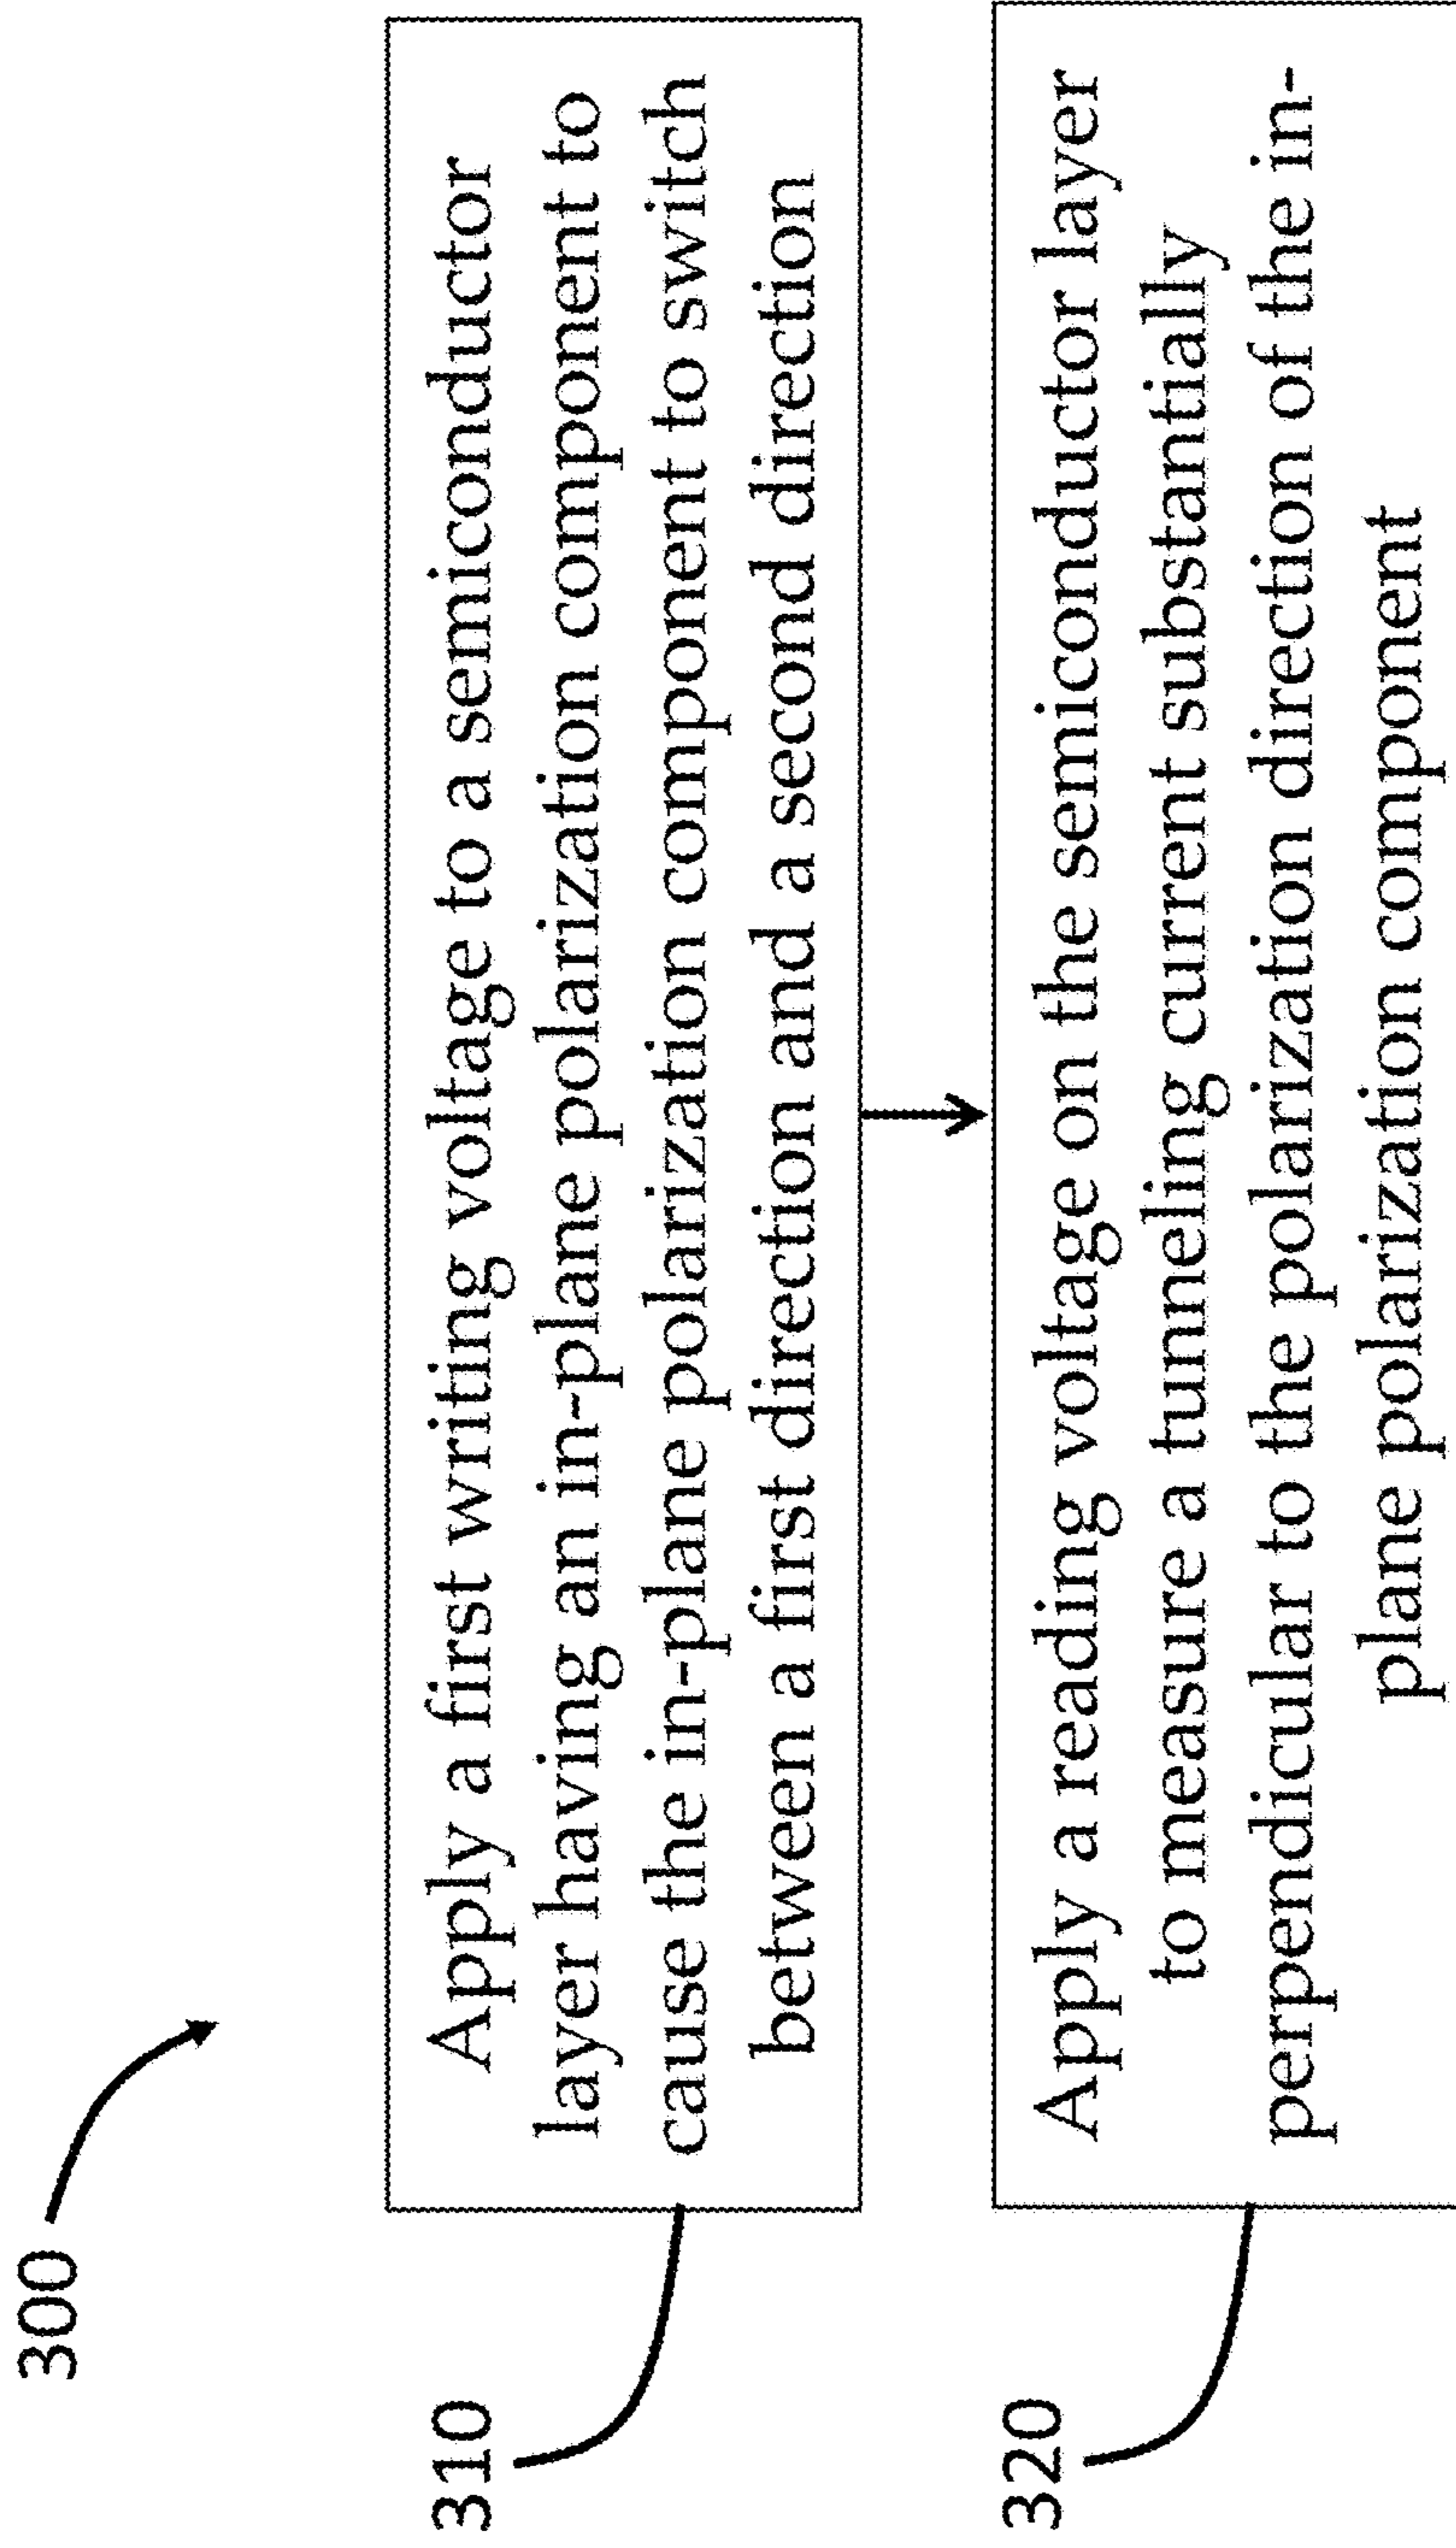 300
310
Apply a first writing voltage to a semiconductor
layer having an in-plane polarization component to
cause the in-plane polarization component to switch
between a first direction and a second direction
320
Apply a reading voltage on the semiconductor layer
to measure a tunneling current substantially
perpendicular to the polarization direction of the in-
plane polarization component